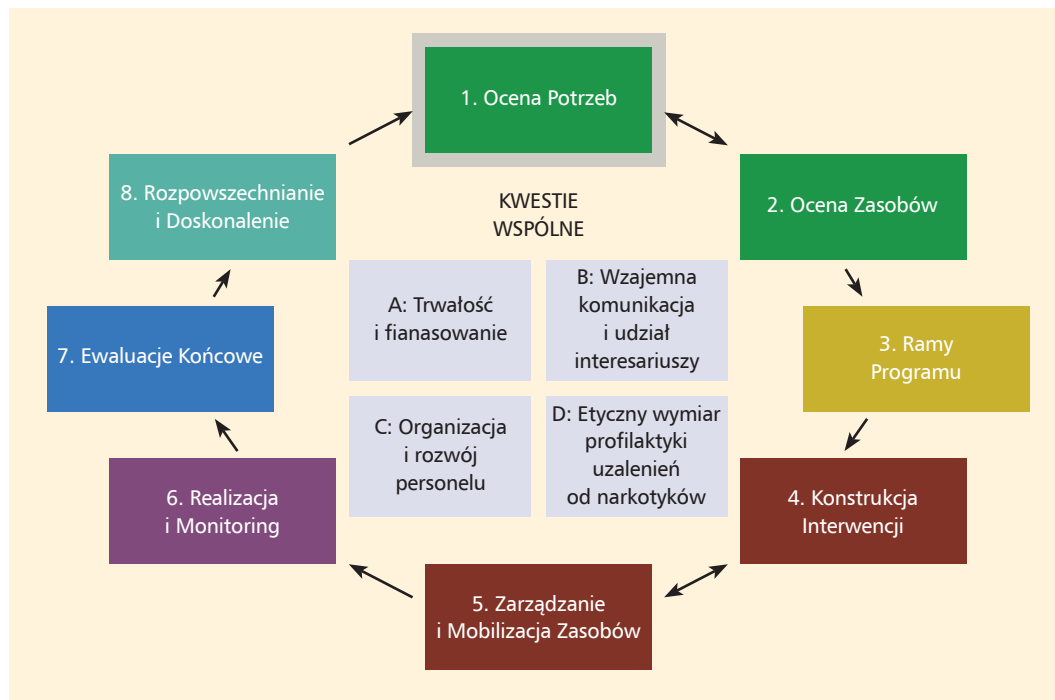 1. Ocena Potrzeb
2. Ocena Zasobów
3. Ramy
Programu
4. Konstrukcja
Interwencji
5. Zarządzanie
i Mobilizacja Zasobów
6. Realizacja
i Monitoring
7. Ewaluacje Końcowe
8. Rozpowszechnianie
i Doskonalenie
KWESTIE
WSPÓLNE
A: Trwałość
i fianasowanie
B: Wzajemna
komunikacja
i udział
interesariuszy
C: Organizacja
i rozwój
personelu
D: Etyczny wymiar
profilaktyki
uzalenień
od narkotyków